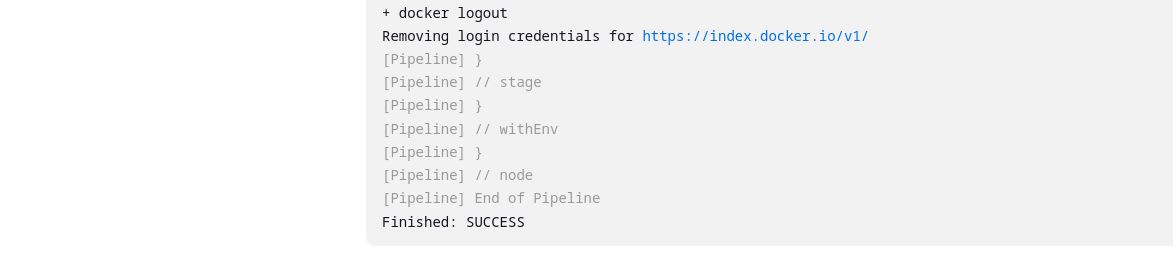 + docker logout
Removing login credentials for https://index.docker.io/v1/
[Pipeline] }
[Pipeline] // stage
[Pipeline] }
[Pipeline] // withEnv
[Pipeline] }
[Pipeline] // node
[Pipeline] End of Pipeline
Finished: SUCCESS